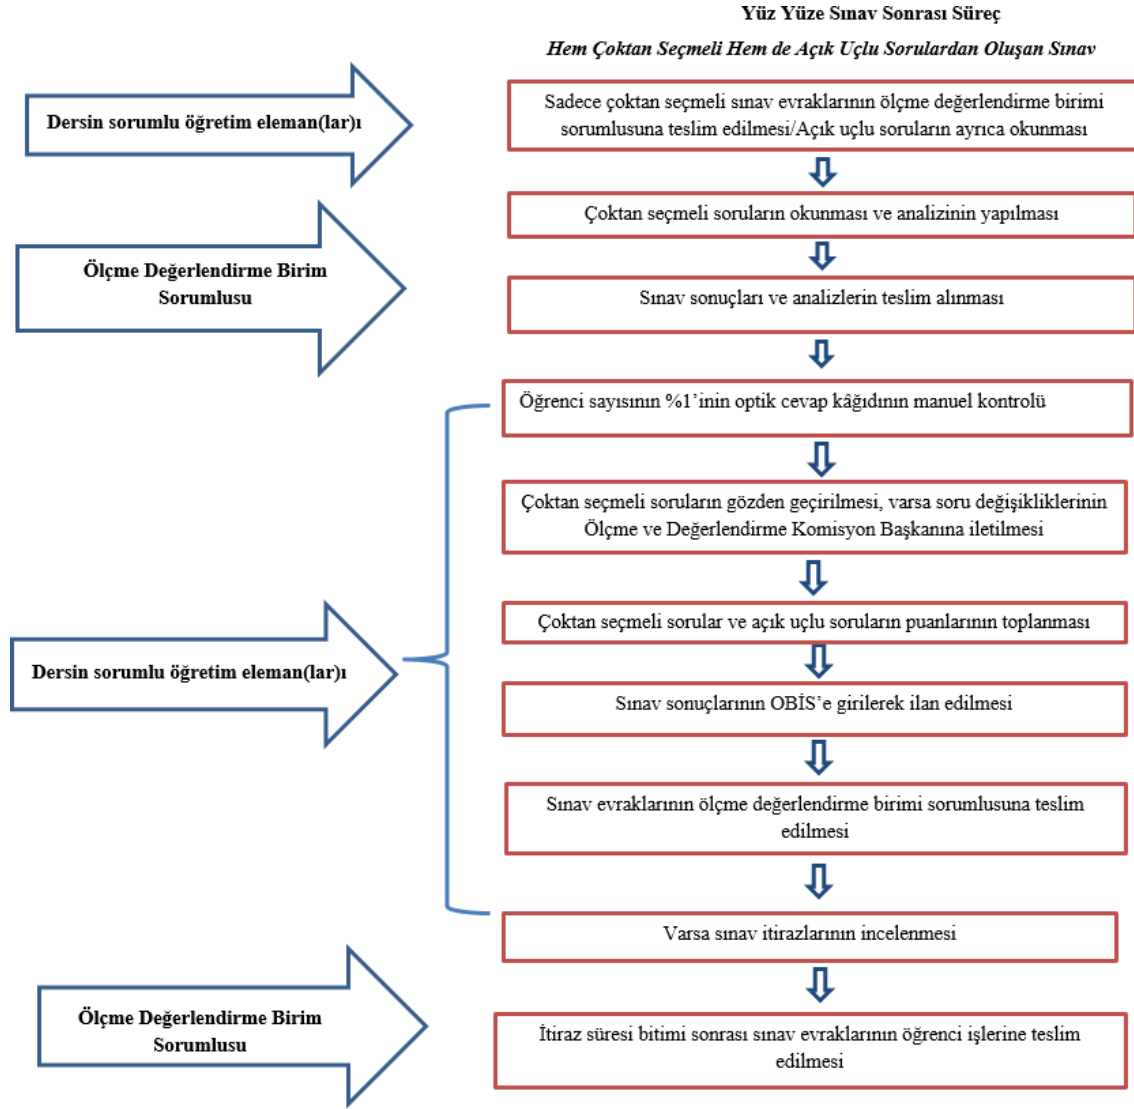 Yüz Yüze Sınav Sonrası Süreç
Hem Çoktan Seçmeli Hem de Açık Uçlu Sorulardan Oluşan Sınav
Dersin sorumlu öğretim eleman(lar)ı
Sadece çoktan seçmeli sınav evraklarının ölçme değerlendirme birimi
sorumlusuna teslim edilmesi/Açık uçlu soruların ayrıca okunması
Çoktan seçmeli soruların okunması ve analizinin yapılması
Ölçme Değerlendirme Birim
Sorumlusu
Sınav sonuçları ve analizlerin teslim alınması
Öğrenci sayısının %1’inin optik cevap kâğıdının manuel kontrolü
Çoktan seçmeli soruların gözden geçirilmesi, varsa soru değişikliklerinin
Ölçme ve Değerlendirme Komisyon Başkanına iletilmesi
Çoktan seçmeli sorular ve açık uçlu soruların puanlarının toplanması
Dersin sorumlu öğretim eleman(lar)ı
Sınav sonuçlarının OBİS’e girilerek ilan edilmesi
Sınav evraklarının ölçme değerlendirme birimi sorumlusuna teslim
edilmesi
Varsa sınav itirazlarının incelenmesi
Ölçme Değerlendirme Birim
Sorumlusu
İtiraz süresi bitimi sonrası sınav evraklarının öğrenci işlerine teslim
edilmesi